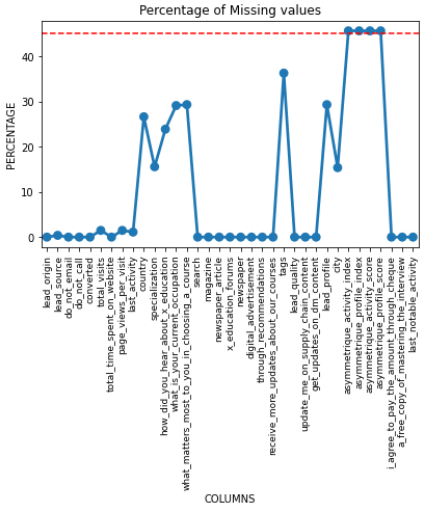 Percentage of Missing values
PERCENTAGE
40
30
20
10
0
lead_origin
lead_source
do_not_email
do_not_call
converted
total_visits
total_time_spent_on_website
page_views_per_visit
last_activity
country
specialization
how_did_you_hear_about_x_education
what_is_your_current_occupation
what_matters_most_to_you_in_choosing_a_course
search
magazine
newspaper_article
x_education_forums
newspaper
digital_advertisement
through_recommendations
receive_more_updates_about_our_courses
tags
lead_quality
update_me_on_supply_chain_content
get_updates_on_dm_content
lead_profile
city
asymmetrique_activity_index
asymmetrique_profile_index
asymmetrique_activity_score
asymmetrique_profile_score
i_agree_to_pay_the_amount_through_cheque
a_free_copy_of_mastering_the_interview
last_notable_activity
COLUMNS